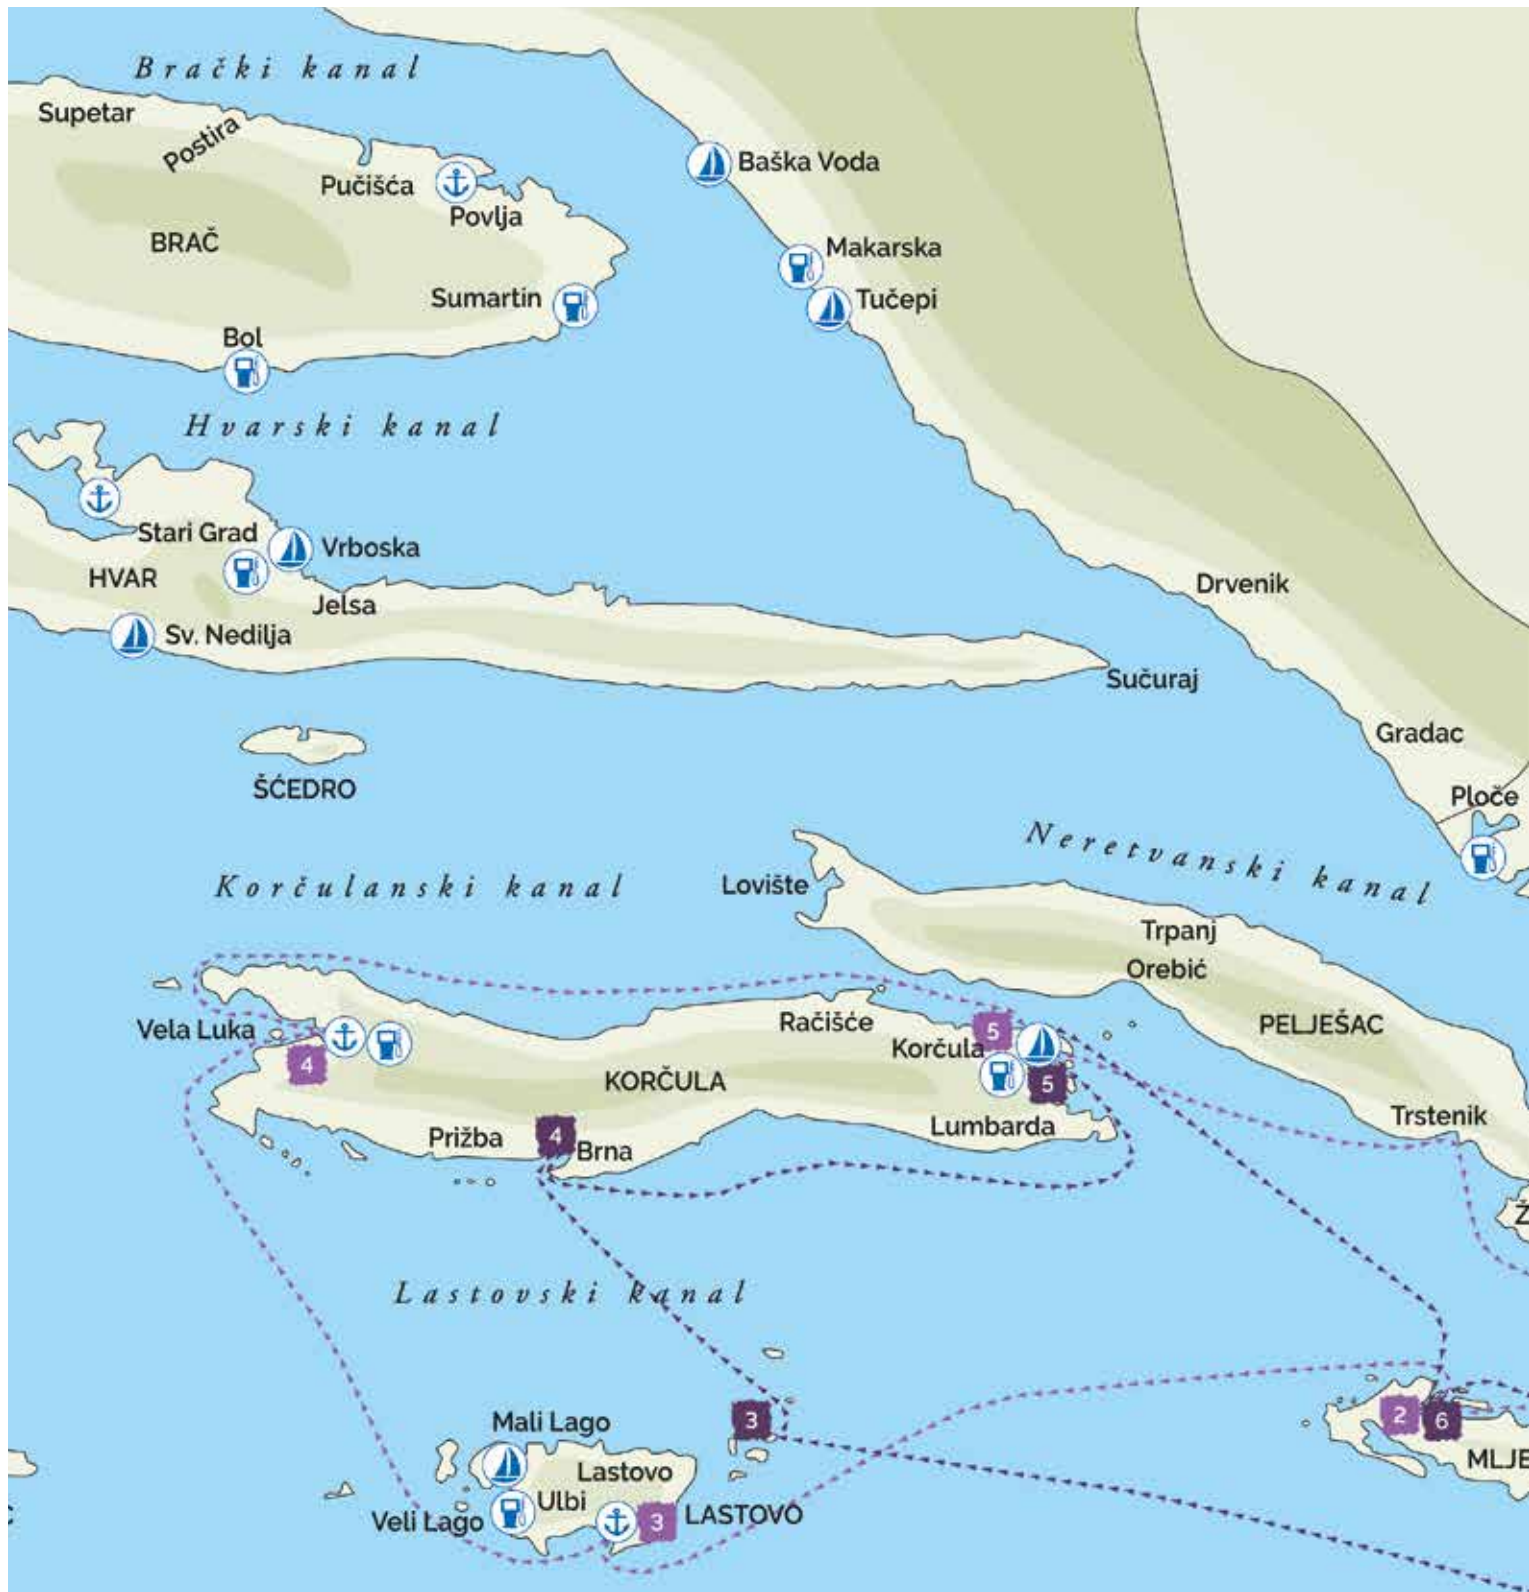 Brački kanal
Supetar
Postira
Pučišća
Povlja
Baška Voda
BRAČ
Makarska
Sumartin
Tučepi
Bol
Hvarski kanal
Stari Grad
Vrboska
HVAR
Drvenik
Jelsa
Sv. Nedilja
Sućuraj
Gradac
ŠĆEDRO
Ploče
Neretvanski kanal
Korčulanski kanal
Lovište
Trpanj
Orebić
Vela Luka
Račišće
5
PELJEŠAC
Korčula
4
KORČULA
5
Trstenik
Lumbarda
Prižba
4
Brna
Ž
Lastovski kanal
Mali Lago
3
2
6
MLJE
Lastovo
Ulbi
Veli Lago
3
LASTOVO